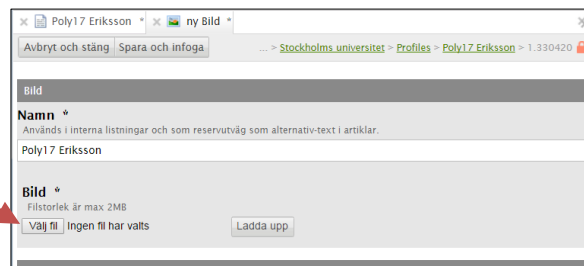 Poly17 Eriksson * ny Bild *
Avbryt och stäng Spara och infoga ... > Stockholms universitet > Profiles > Poly17 Eriksson > 1.330420
Bild
Namn *
Används i interna listningar och som reservutväg som alternativ-text i artiklar.
Poly17 Eriksson
Bild *
Filstorlek är max 2MB
Välj fil Ingen fil har valts Ladda upp